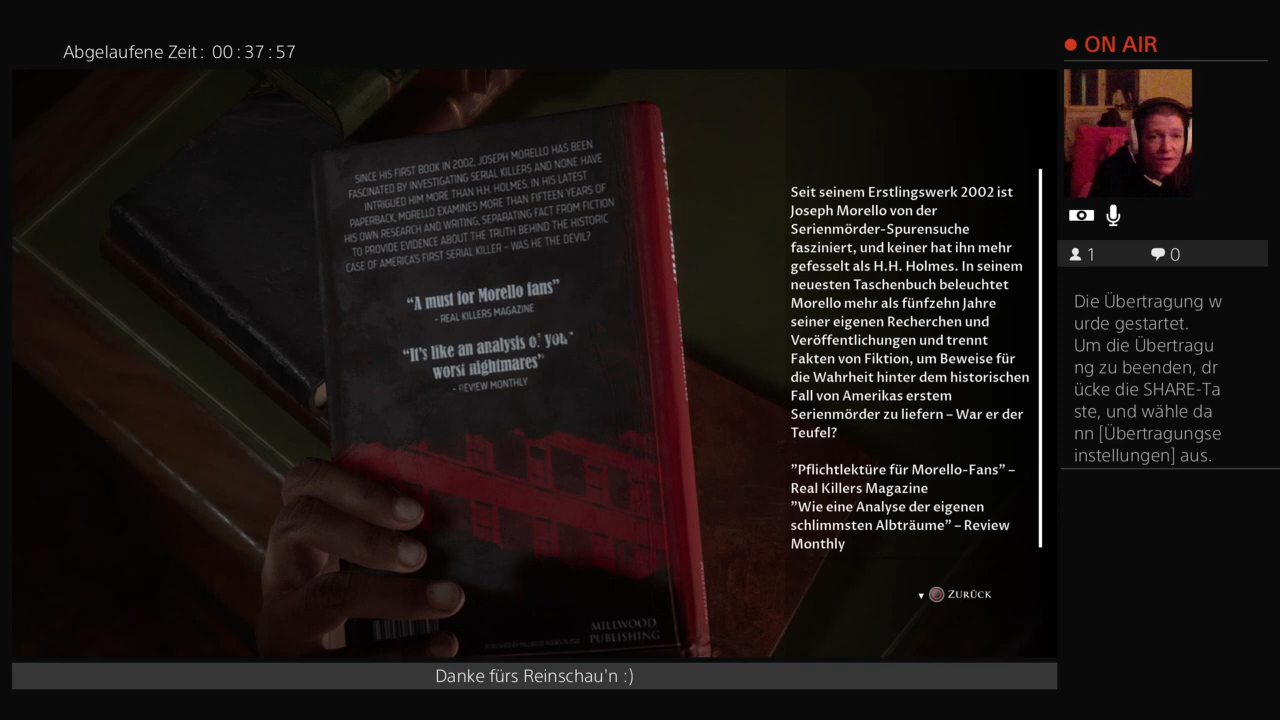 Abgelaufene Zeit: 00:37:57
ON AIR
SINCE HIS FIRST BOOK IN 2002, JOSEPH MORELLO HAS BEEN
FASCINATED BY INVESTIGATING SERIAL KILLERS AND NONE HAVE
INTRIGUED HIM MORE THAN H.H. HOLMES. IN HIS LATEST
PAPERBACK, MORELLO EXAMINES MORE THAN FIFTEEN YEARS OF
HIS OWN RESEARCH AND WRITING, SEPARATING FACT FROM FICTION
TO PROVIDE EVIDENCE ABOUT THE TRUTH BEHIND THE HISTORIC
CASE OF AMERICA'S FIRST SERIAL KILLER – WAS HE THE DEVIL?
“A must for Morello fans”
– REAL KILLERS MAGAZINE
“It's like an analysis of your
worst nightmares”
– REVIEW MONTHLY
MILLWOOD
PUBLISHING
Seit seinem Erstlingswerk 2002 ist
Joseph Morello von der
Serienmörder-Spurensuche
fasziniert, und keiner hat ihn mehr
gefesselt als H.H. Holmes. In seinem
neuesten Taschenbuch beleuchtet
Morello mehr als fünfzehn Jahre
seiner eigenen Recherchen und
Veröffentlichungen und trennt
Fakten von Fiktion, um Beweise für
die Wahrheit hinter dem historischen
Fall von Amerikas erstem
Serienmörder zu liefern – War er der
Teufel?
”Pflichtlektüre für Morello-Fans” –
Real Killers Magazine
”Wie eine Analyse der eigenen
schlimmsten Albträume” – Review
Monthly
ZURÜCK
1
0
Die Übertragung w
urde gestartet.
Um die Übertragu
ng zu beenden, dr
ücke die SHARE-Ta
ste, und wähle da
nn [Übertragungse
instellungen] aus.
Danke fürs Reinschau'n :)